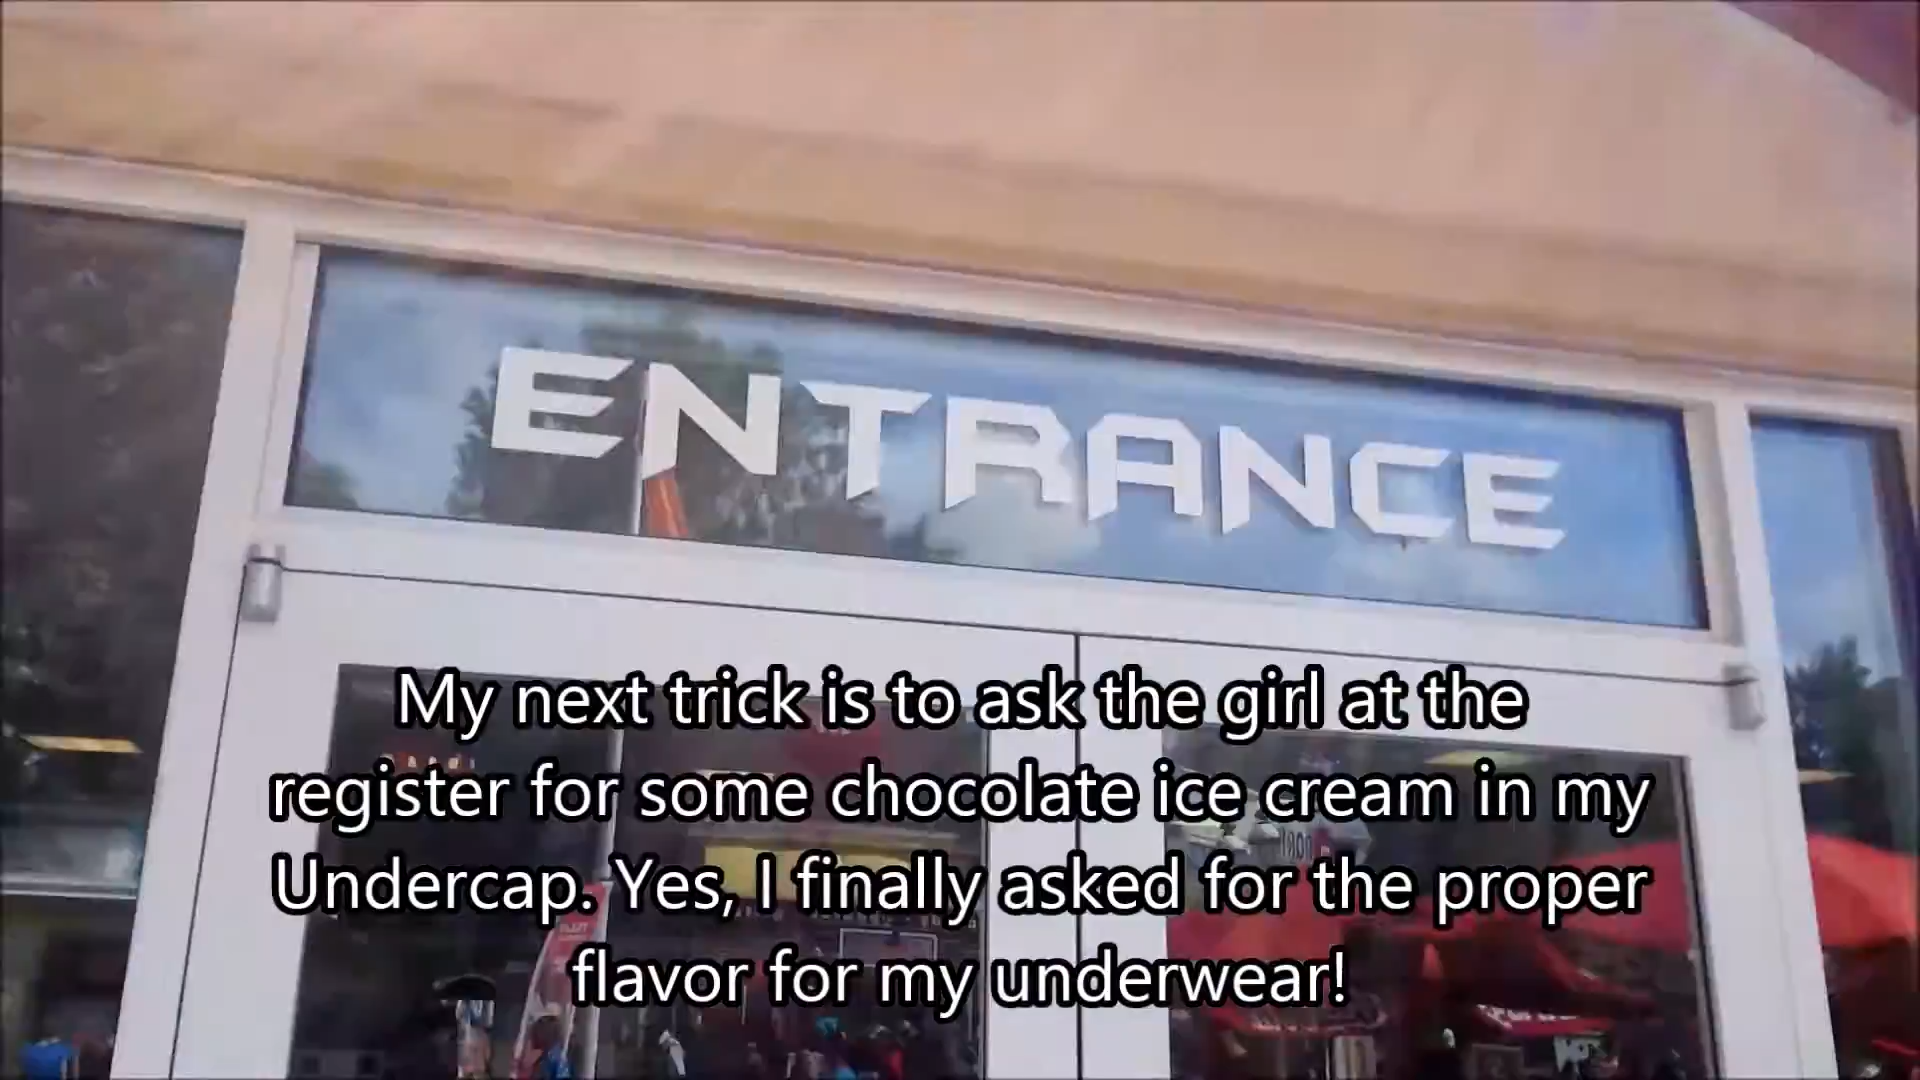 ENTRANCE
My next trick is to ask the girl at the
register for some chocolate ice cream in my
Undercap. Yes, I finally asked for the proper
flavor for my underwear!